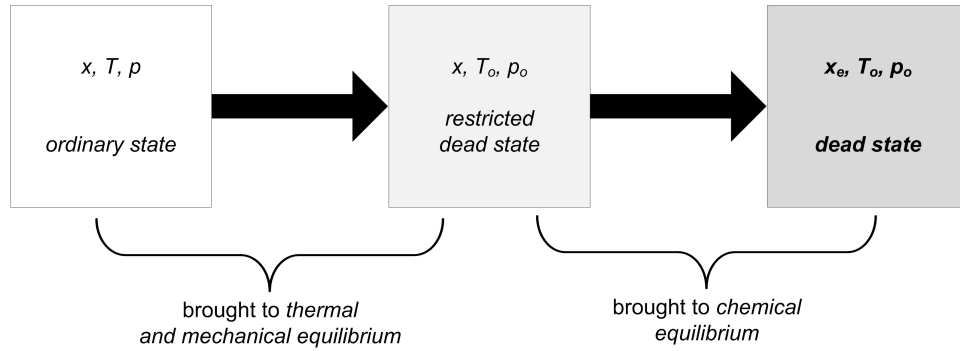 x, T, p
ordinary state
x, Tₒ, pₒ
restricted
dead state
xₑ, Tₒ, pₒ
dead state
brought to thermal
and mechanical equilibrium
brought to chemical
equilibrium